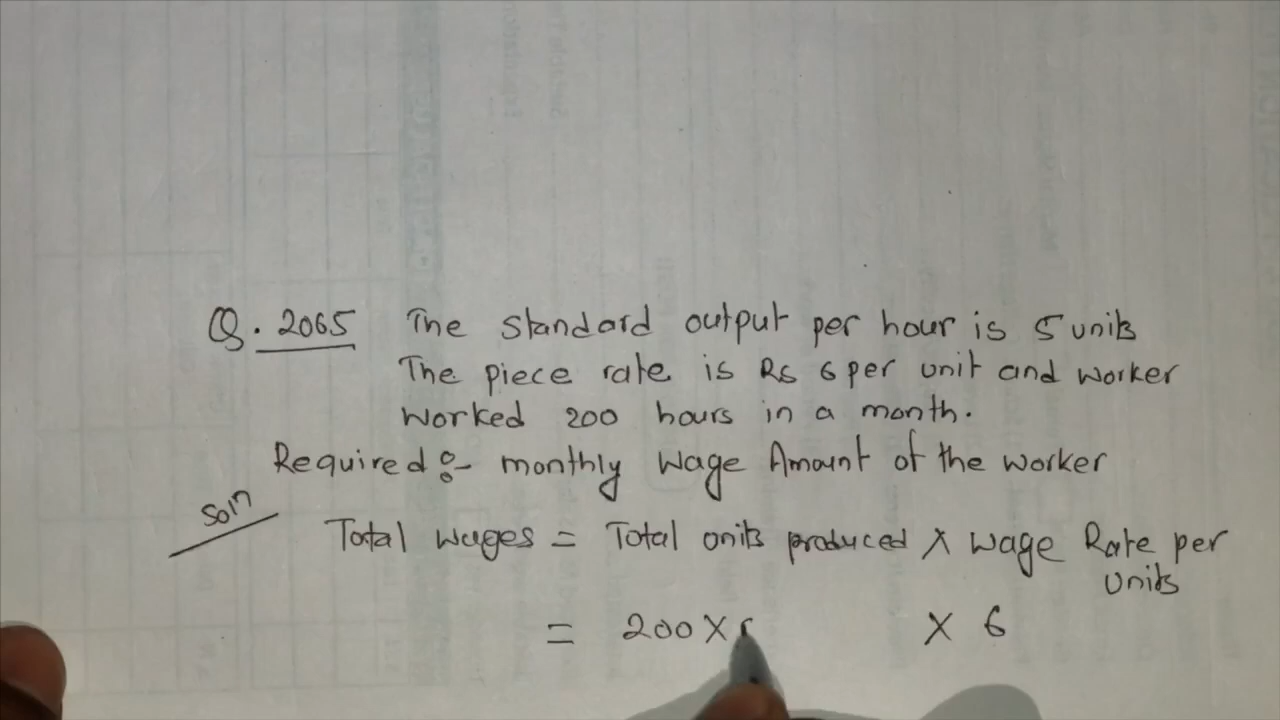 Q. 2065 The standard output per hour is 5 units
The piece rate is Rs 6 per unit and worker
worked 200 hours in a month.
Required :- monthly wage Amount of the worker
Soln
Total wages = Total units produced X wage Rate per
units
= 200 X X 6